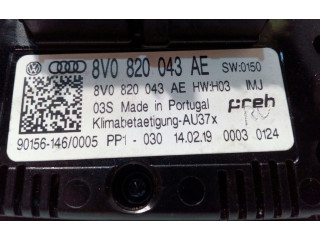 8V0 820 043 AE SW:0150
8V0 820 043 AE HW:H03 IMJ
03S Made in Portugal preh
Klimabetaetigung-AU37x
90156-146/0005 PP1 - 030 14.02.19 0003 0124